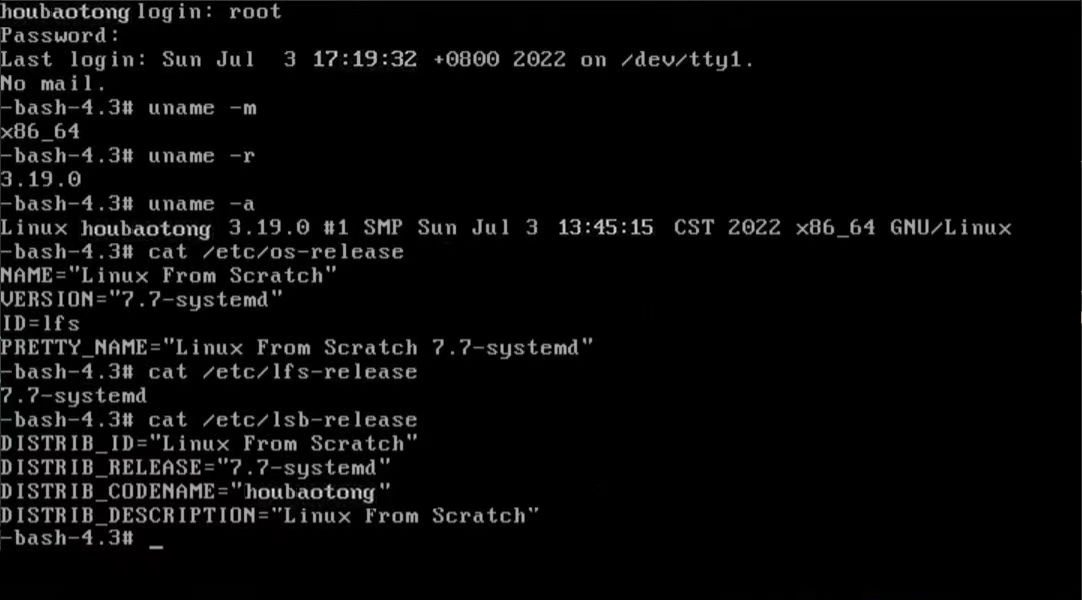 houbaotong login: root
Password:
Last login: Sun Jul  3 17:19:32 +0800 2022 on /dev/tty1.
No mail.
-bash-4.3# uname -m
x86_64
-bash-4.3# uname -r
3.19.0
-bash-4.3# uname -a
Linux houbaotong 3.19.0 #1 SMP Sun Jul 3 13:45:15 CST 2022 x86_64 GNU/Linux
-bash-4.3# cat /etc/os-release
NAME="Linux From Scratch"
VERSION="7.7-systemd"
ID=lfs
PRETTY_NAME="Linux From Scratch 7.7-systemd"
-bash-4.3# cat /etc/lfs-release
7.7-systemd
-bash-4.3# cat /etc/lsb-release
DISTRIB_ID="Linux From Scratch"
DISTRIB_RELEASE="7.7-systemd"
DISTRIB_CODENAME="houbaotong"
DISTRIB_DESCRIPTION="Linux From Scratch"
-bash-4.3# _